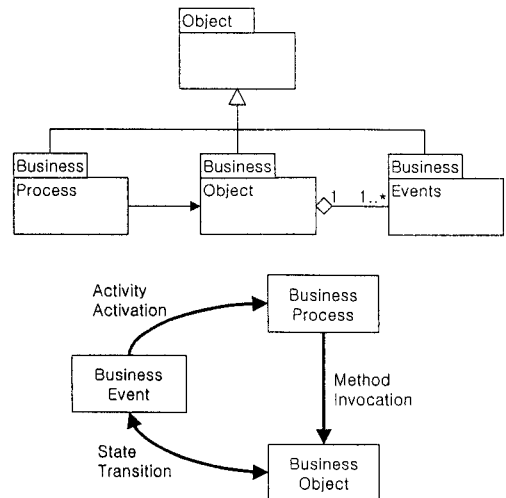 Object
Business
Process
Business
Object
1
1..*
Business
Events
Activity
Activation
Business
Process
Business
Event
Method
Invocation
State
Transition
Business
Object